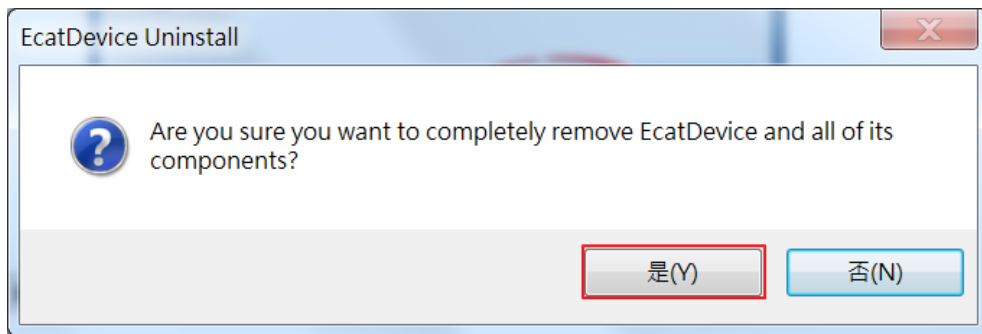 EcatDevice Uninstall
Are you sure you want to completely remove EcatDevice and all of its
components?
是(Y)
否(N)